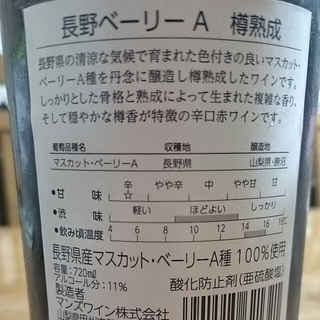 長野ベーリーA 樽熟成
長野県の清涼な気候で育まれた色付きの良いマスカット・
ベーリーA種を丹念に醸造し樽熟成したワインです。
しっかりとした骨格と熟成によって生まれた複雑な香り、
そして穏やかな樽香が特徴の辛口赤ワインです。
葡萄品種名 収穫地 醸造地
マスカット・ベーリーA 長野県 山梨県・勝沼
●甘味 辛 やや辛 中 やや甘 甘
☆
●渋味 軽い ほどよい しっかり
●飲み頃温度 4 6 8 10 12 14 16 18℃
長野県産マスカット・ベーリーA種100%使用
容量:720mℓ
アルコール分:11% 酸化防止剤(亜硫酸塩)
製造者 マンズワイン株式会社